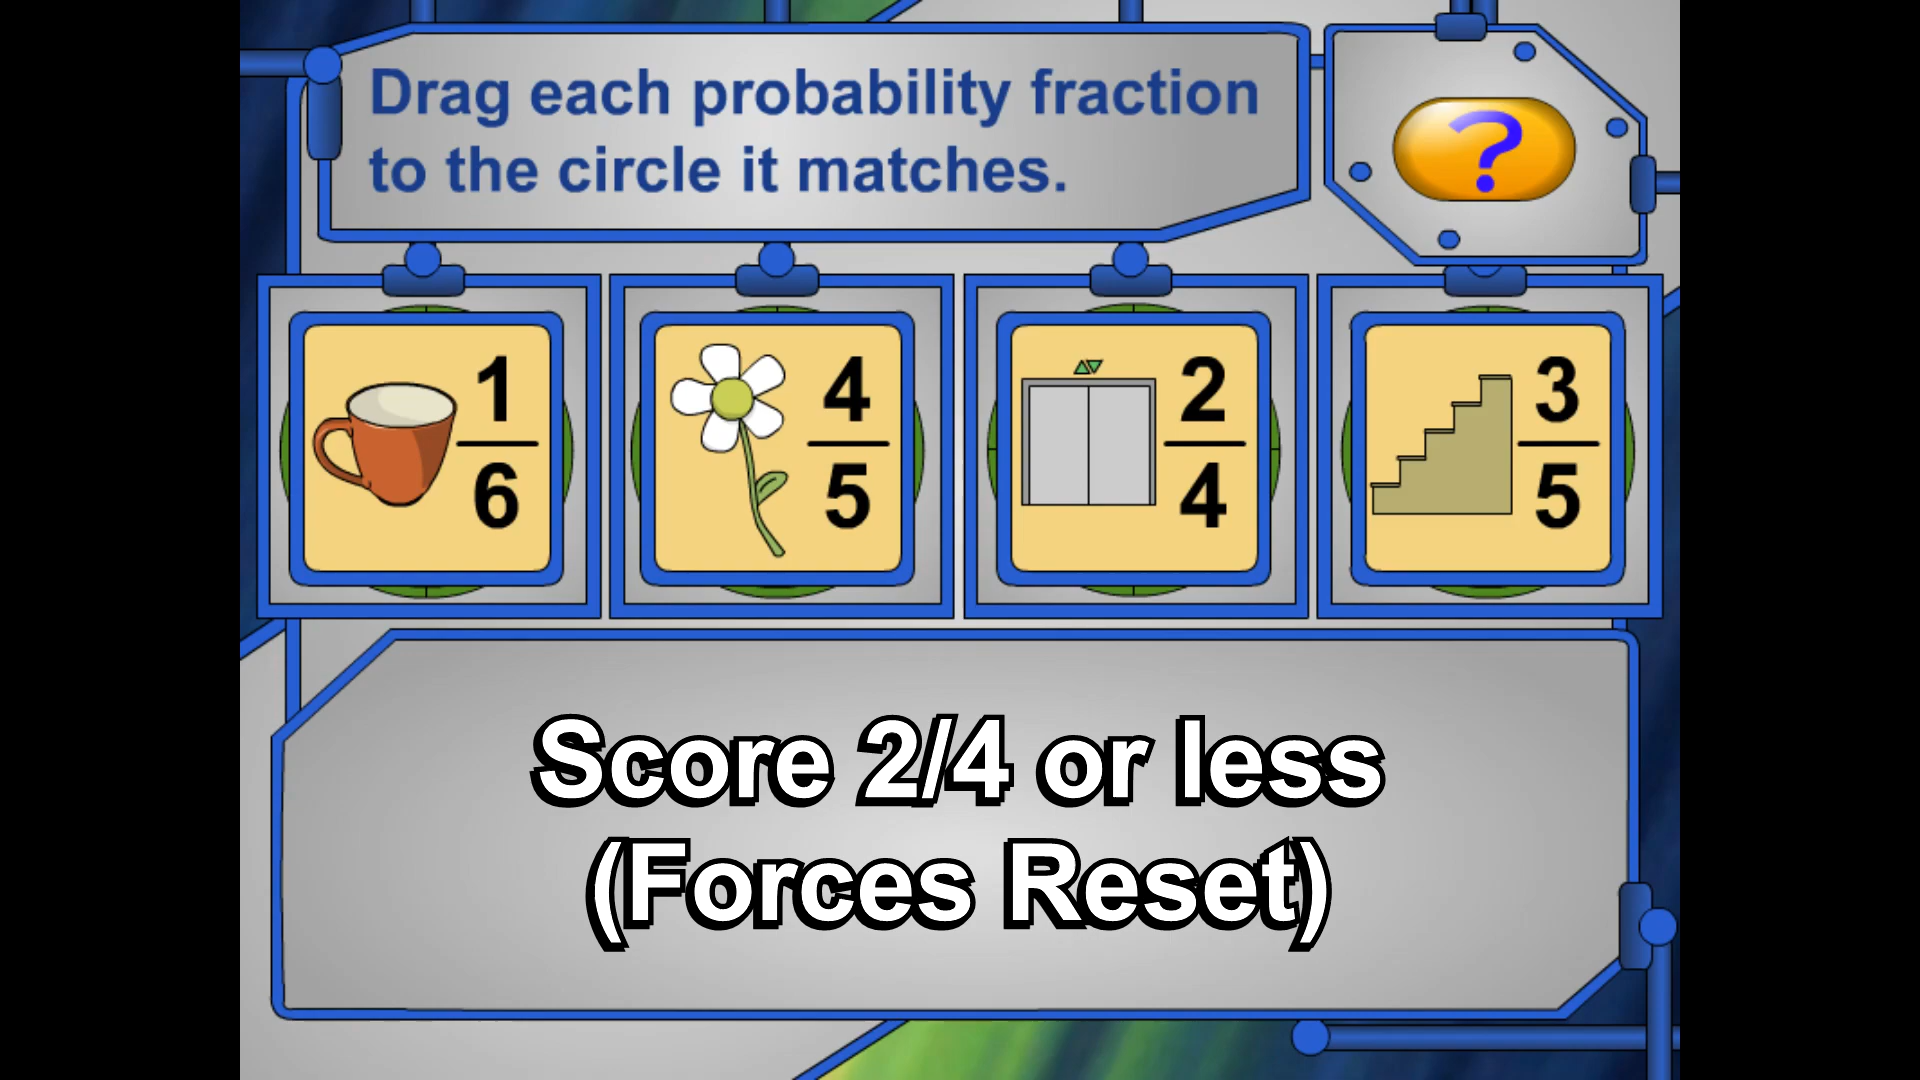 Drag each probability fraction
to the circle it matches.
?
1
6
4
5
2
4
3
5
Score 2/4 or less
(Forces Reset)